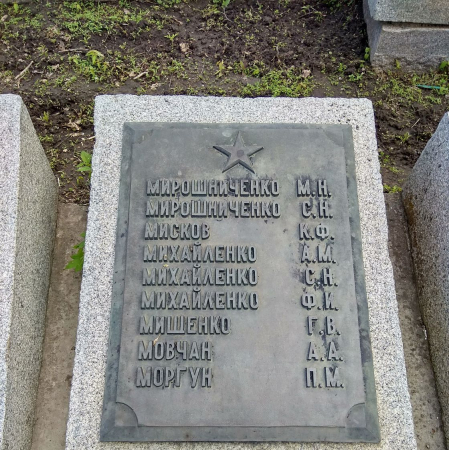 МИРОШНИЧЕНКО М.Н.
МИРОШНИЧЕНКО С.Н.
МИСКОВ К.Ф.
МИХАЙЛЕНКО А.М.
МИХАЙЛЕНКО С.Н.
МИХАЙЛЕНКО Ф.И.
МИЩЕНКО Г.В.
МОВЧАН А.А.
МОРГУН П.М.